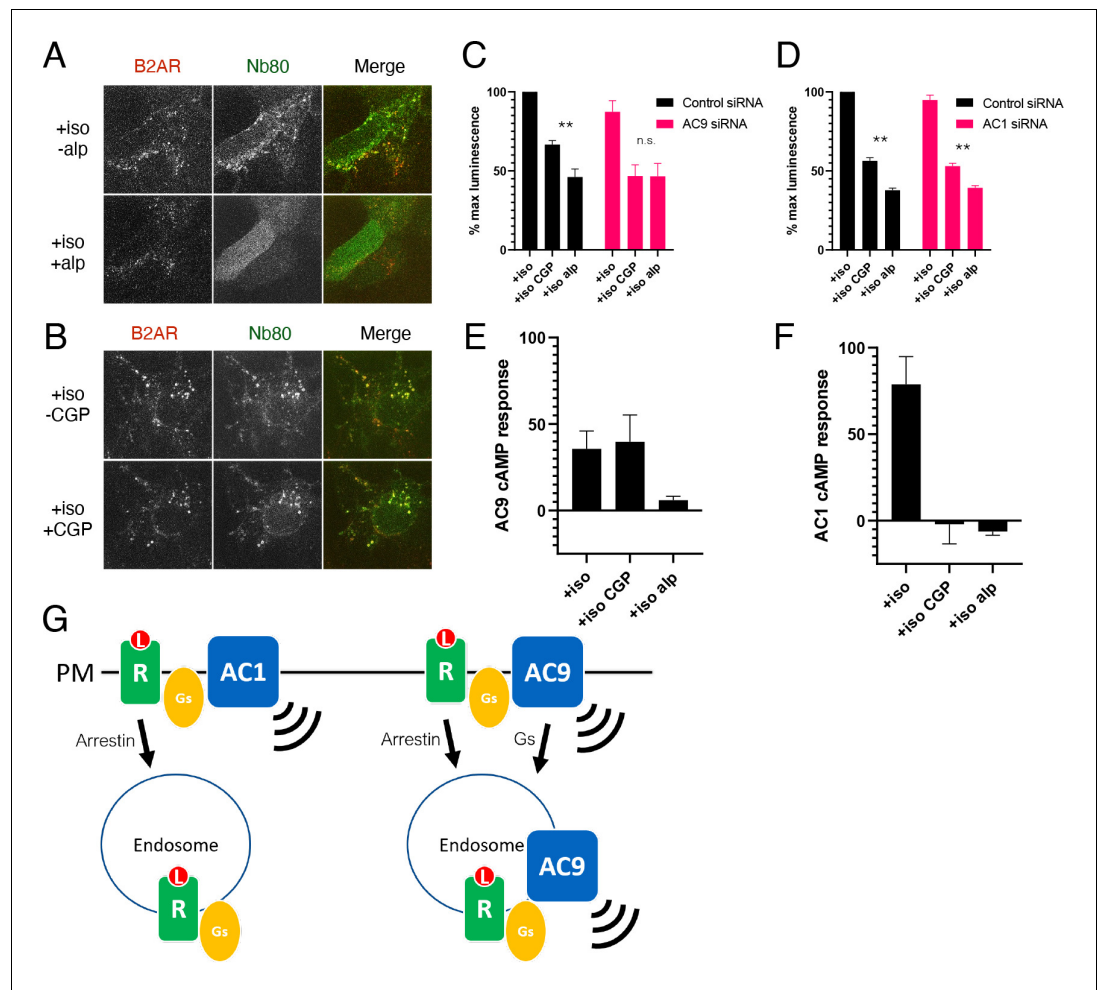 A
B2AR Nb80 Merge
+iso
-alp
+iso
+alp
B
B2AR Nb80 Merge
+iso
-CGP
+iso
+CGP
C
% max luminescence
100
50
0
Control siRNA
AC9 siRNA
**
n.s.
+iso
+iso CGP
+iso alp
+iso
+iso CGP
+iso alp
D
% max luminescence
100
50
0
Control siRNA
AC1 siRNA
**
**
+iso
+iso CGP
+iso alp
+iso
+iso CGP
+iso alp
E
AC9 cAMP response
100
50
0
+iso
+iso CGP
+iso alp
F
AC1 cAMP response
100
50
0
+iso
+iso CGP
+iso alp
G
PM
L
R
Gs
AC1
Arrestin
Endosome
L
R
Gs
L
R
Gs
AC9
Arrestin
Gs
Endosome
AC9
L
R
Gs